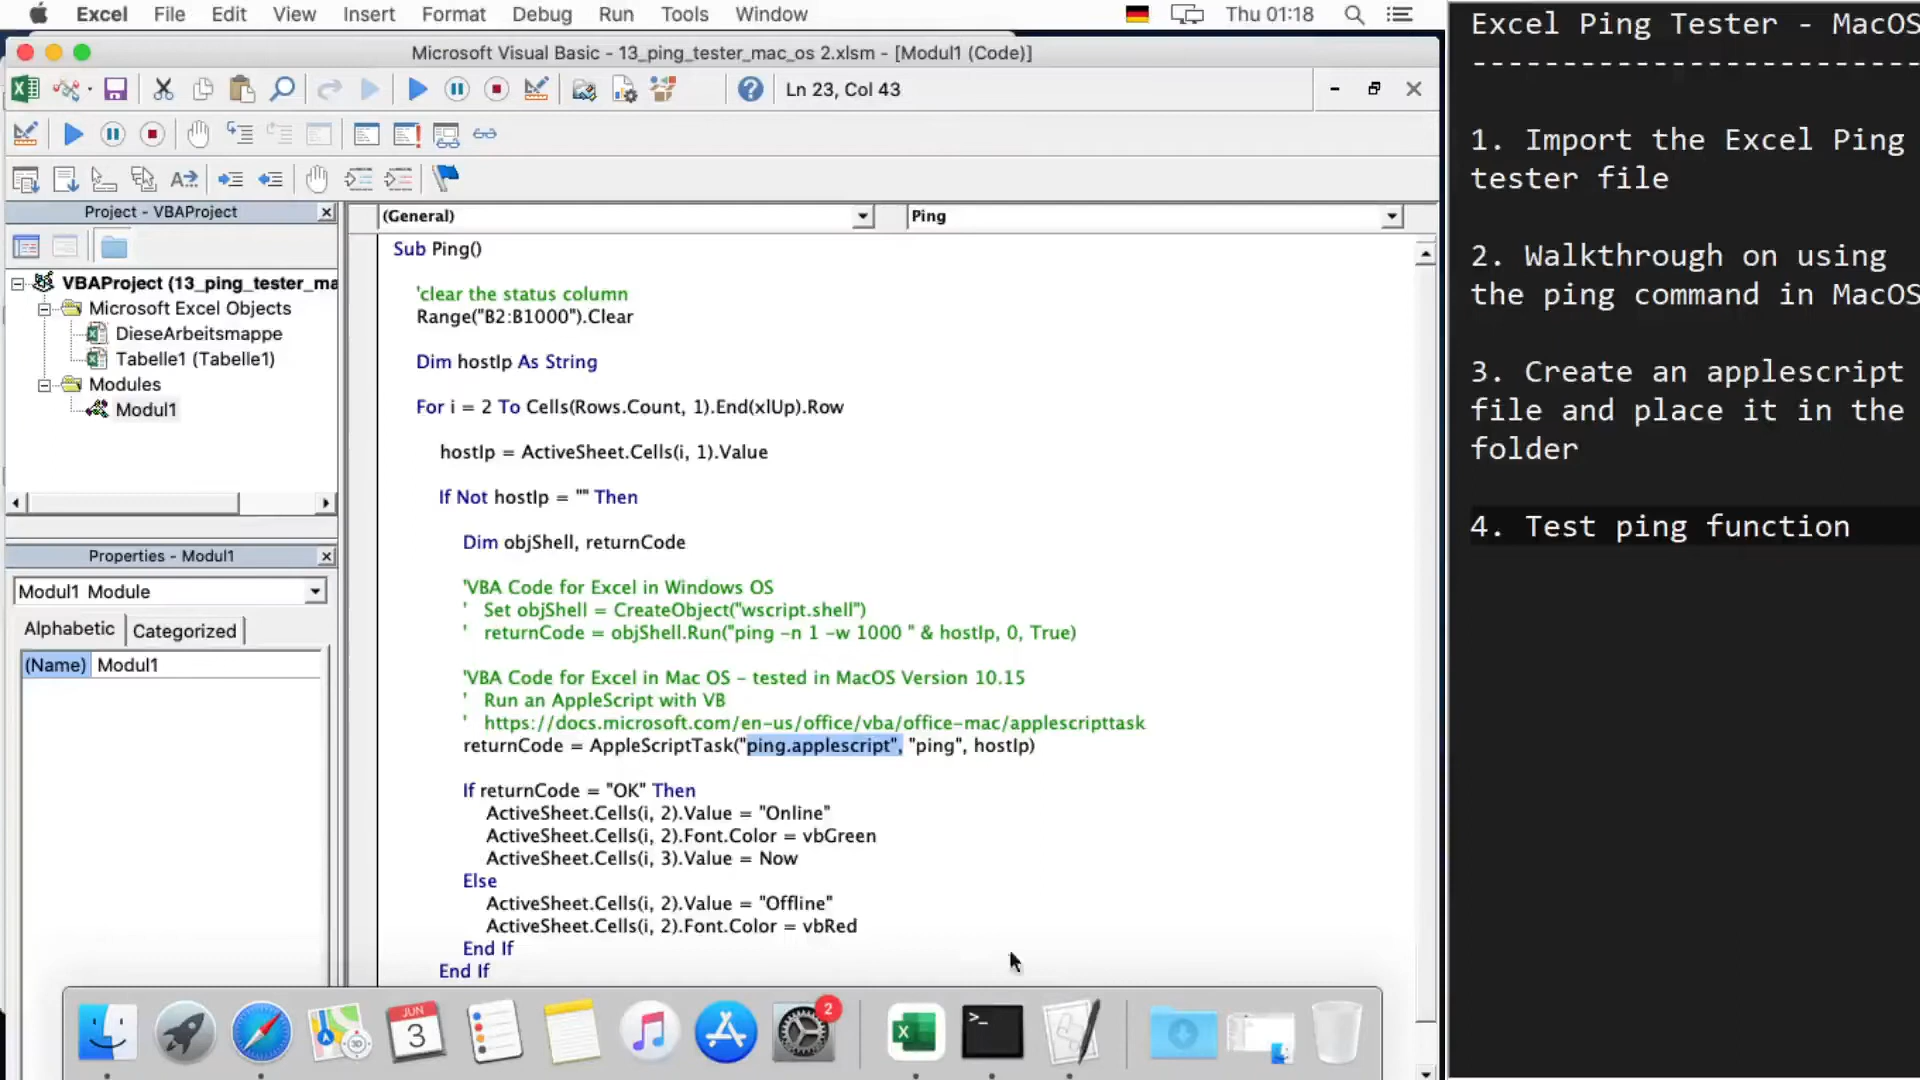 Excel File Edit View Insert Format Debug Run Tools Window Thu 01:18
Microsoft Visual Basic - 13_ping_tester_mac_os 2.xlsm - [Modul1 (Code)]
Ln 23, Col 43
Project - VBAProject
VBAProject (13_ping_tester_ma
Microsoft Excel Objects
DieseArbeitsmappe
Tabelle1 (Tabelle1)
Modules
Modul1
Properties - Modul1
Modul1 Module
Alphabetic Categorized
(Name) Modul1
(General) Ping
Sub Ping()
'clear the status column
Range("B2:B1000").Clear
Dim hostIp As String
For i = 2 To Cells(Rows.Count, 1).End(xlUp).Row
hostIp = ActiveSheet.Cells(i, 1).Value
If Not hostIp = "" Then
Dim objShell, returnCode
'VBA Code for Excel in Windows OS
' Set objShell = CreateObject("wscript.shell")
' returnCode = objShell.Run("ping -n 1 -w 1000 " & hostIp, 0, True)
'VBA Code for Excel in Mac OS - tested in MacOS Version 10.15
' Run an AppleScript with VB
' https://docs.microsoft.com/en-us/office/vba/office-mac/applescripttask
returnCode = AppleScriptTask("ping.applescript", "ping", hostIp)
If returnCode = "OK" Then
ActiveSheet.Cells(i, 2).Value = "Online"
ActiveSheet.Cells(i, 2).Font.Color = vbGreen
ActiveSheet.Cells(i, 3).Value = Now
Else
ActiveSheet.Cells(i, 2).Value = "Offline"
ActiveSheet.Cells(i, 2).Font.Color = vbRed
End If
End If
JUN
3
2
Excel Ping Tester - MacOS
-------------------------
1. Import the Excel Ping
tester file
2. Walkthrough on using
the ping command in MacOS
3. Create an applescript
file and place it in the
folder
4. Test ping function